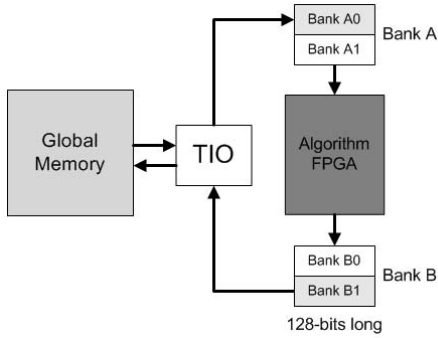 Bank A0
Bank A1
Bank A
Global
Memory
TIO
Algorithm
FPGA
Bank B0
Bank B1
Bank B
128-bits long